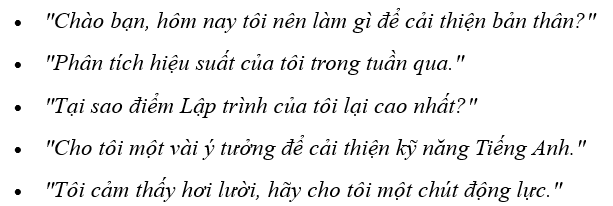 • "Chào bạn, hôm nay tôi nên làm gì để cải thiện bản thân?"
• "Phân tích hiệu suất của tôi trong tuần qua."
• "Tại sao điểm Lập trình của tôi lại cao nhất?"
• "Cho tôi một vài ý tưởng để cải thiện kỹ năng Tiếng Anh."
• "Tôi cảm thấy hơi lười, hãy cho tôi một chút động lực."